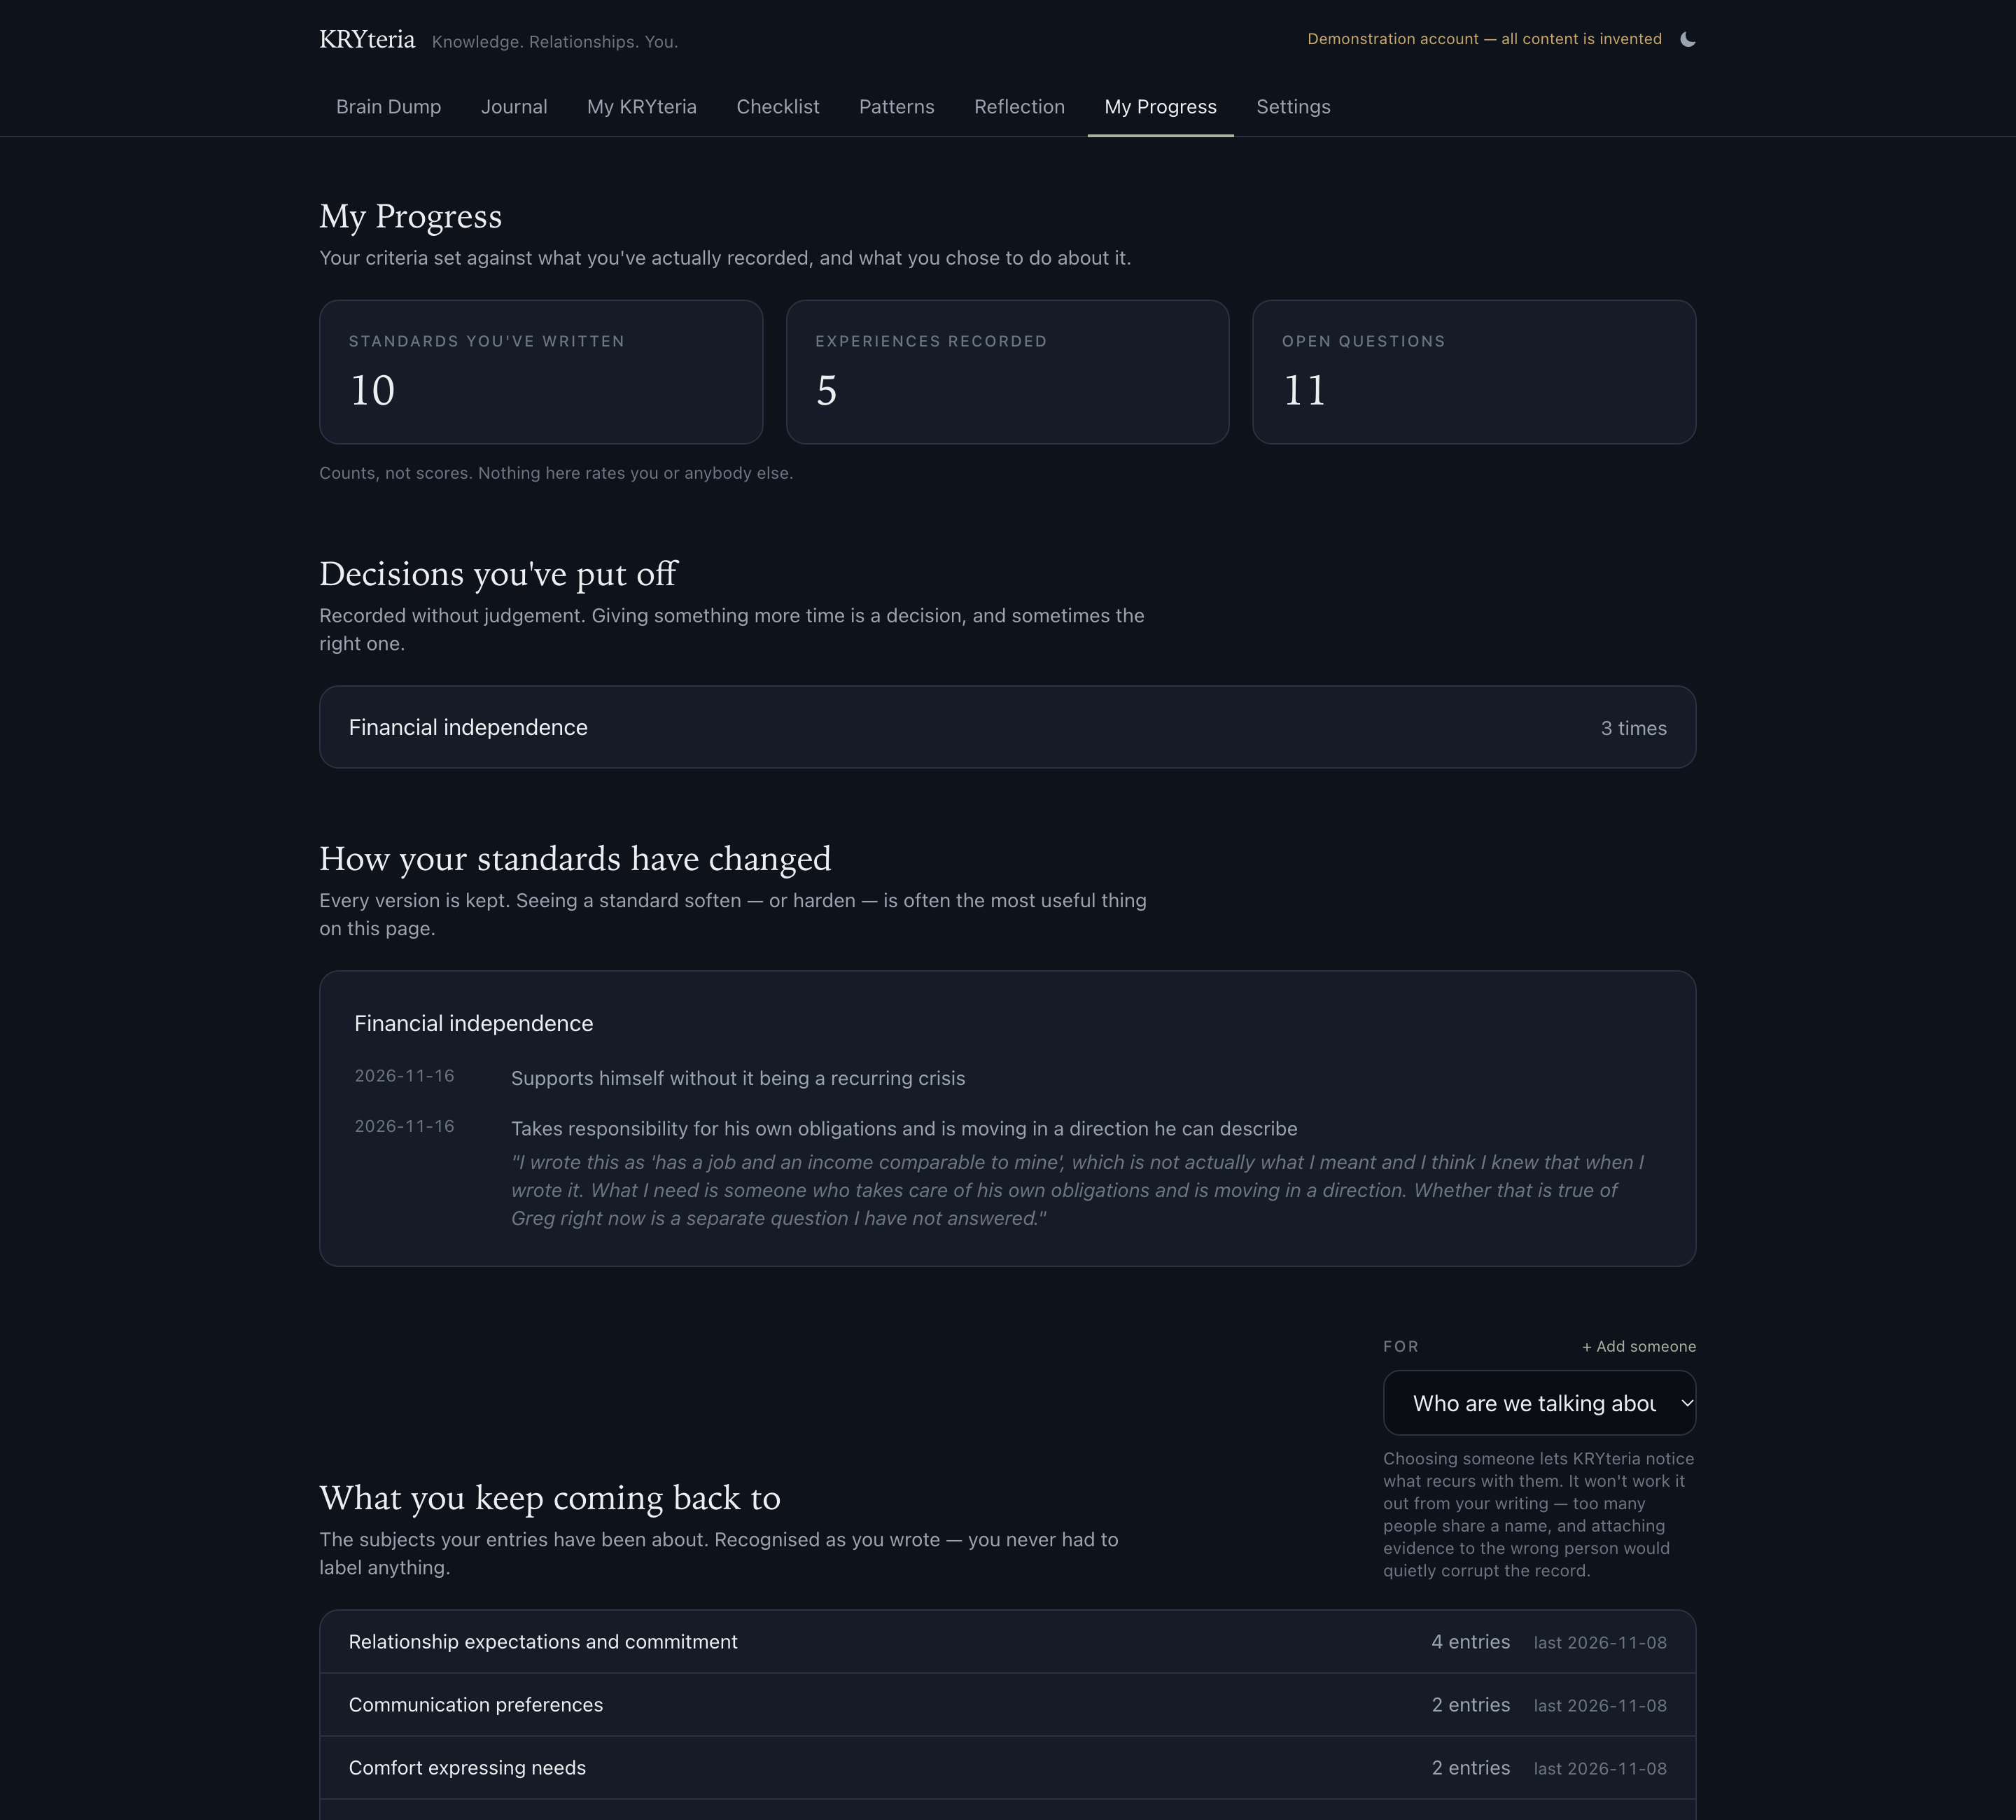 KRYteria Knowledge. Relationships. You.
Demonstration account — all content is invented
Brain Dump Journal My KRYteria Checklist Patterns Reflection My Progress Settings
My Progress
Your criteria set against what you've actually recorded, and what you chose to do about it.
STANDARDS YOU'VE WRITTEN
10
EXPERIENCES RECORDED
5
OPEN QUESTIONS
11
Counts, not scores. Nothing here rates you or anybody else.
Decisions you've put off
Recorded without judgement. Giving something more time is a decision, and sometimes the
right one.
Financial independence 3 times
How your standards have changed
Every version is kept. Seeing a standard soften — or harden — is often the most useful thing
on this page.
Financial independence
2026-11-16 Supports himself without it being a recurring crisis
2026-11-16 Takes responsibility for his own obligations and is moving in a direction he can describe
"I wrote this as 'has a job and an income comparable to mine', which is not actually what I meant and I think I knew that when I
wrote it. What I need is someone who takes care of his own obligations and is moving in a direction. Whether that is true of
Greg right now is a separate question I have not answered."
FOR + Add someone
Who are we talking abou
Choosing someone lets KRYteria notice
what recurs with them. It won't work it
out from your writing — too many
people share a name, and attaching
evidence to the wrong person would
quietly corrupt the record.
What you keep coming back to
The subjects your entries have been about. Recognised as you wrote — you never had to
label anything.
Relationship expectations and commitment 4 entries last 2026-11-08
Communication preferences 2 entries last 2026-11-08
Comfort expressing needs 2 entries last 2026-11-08